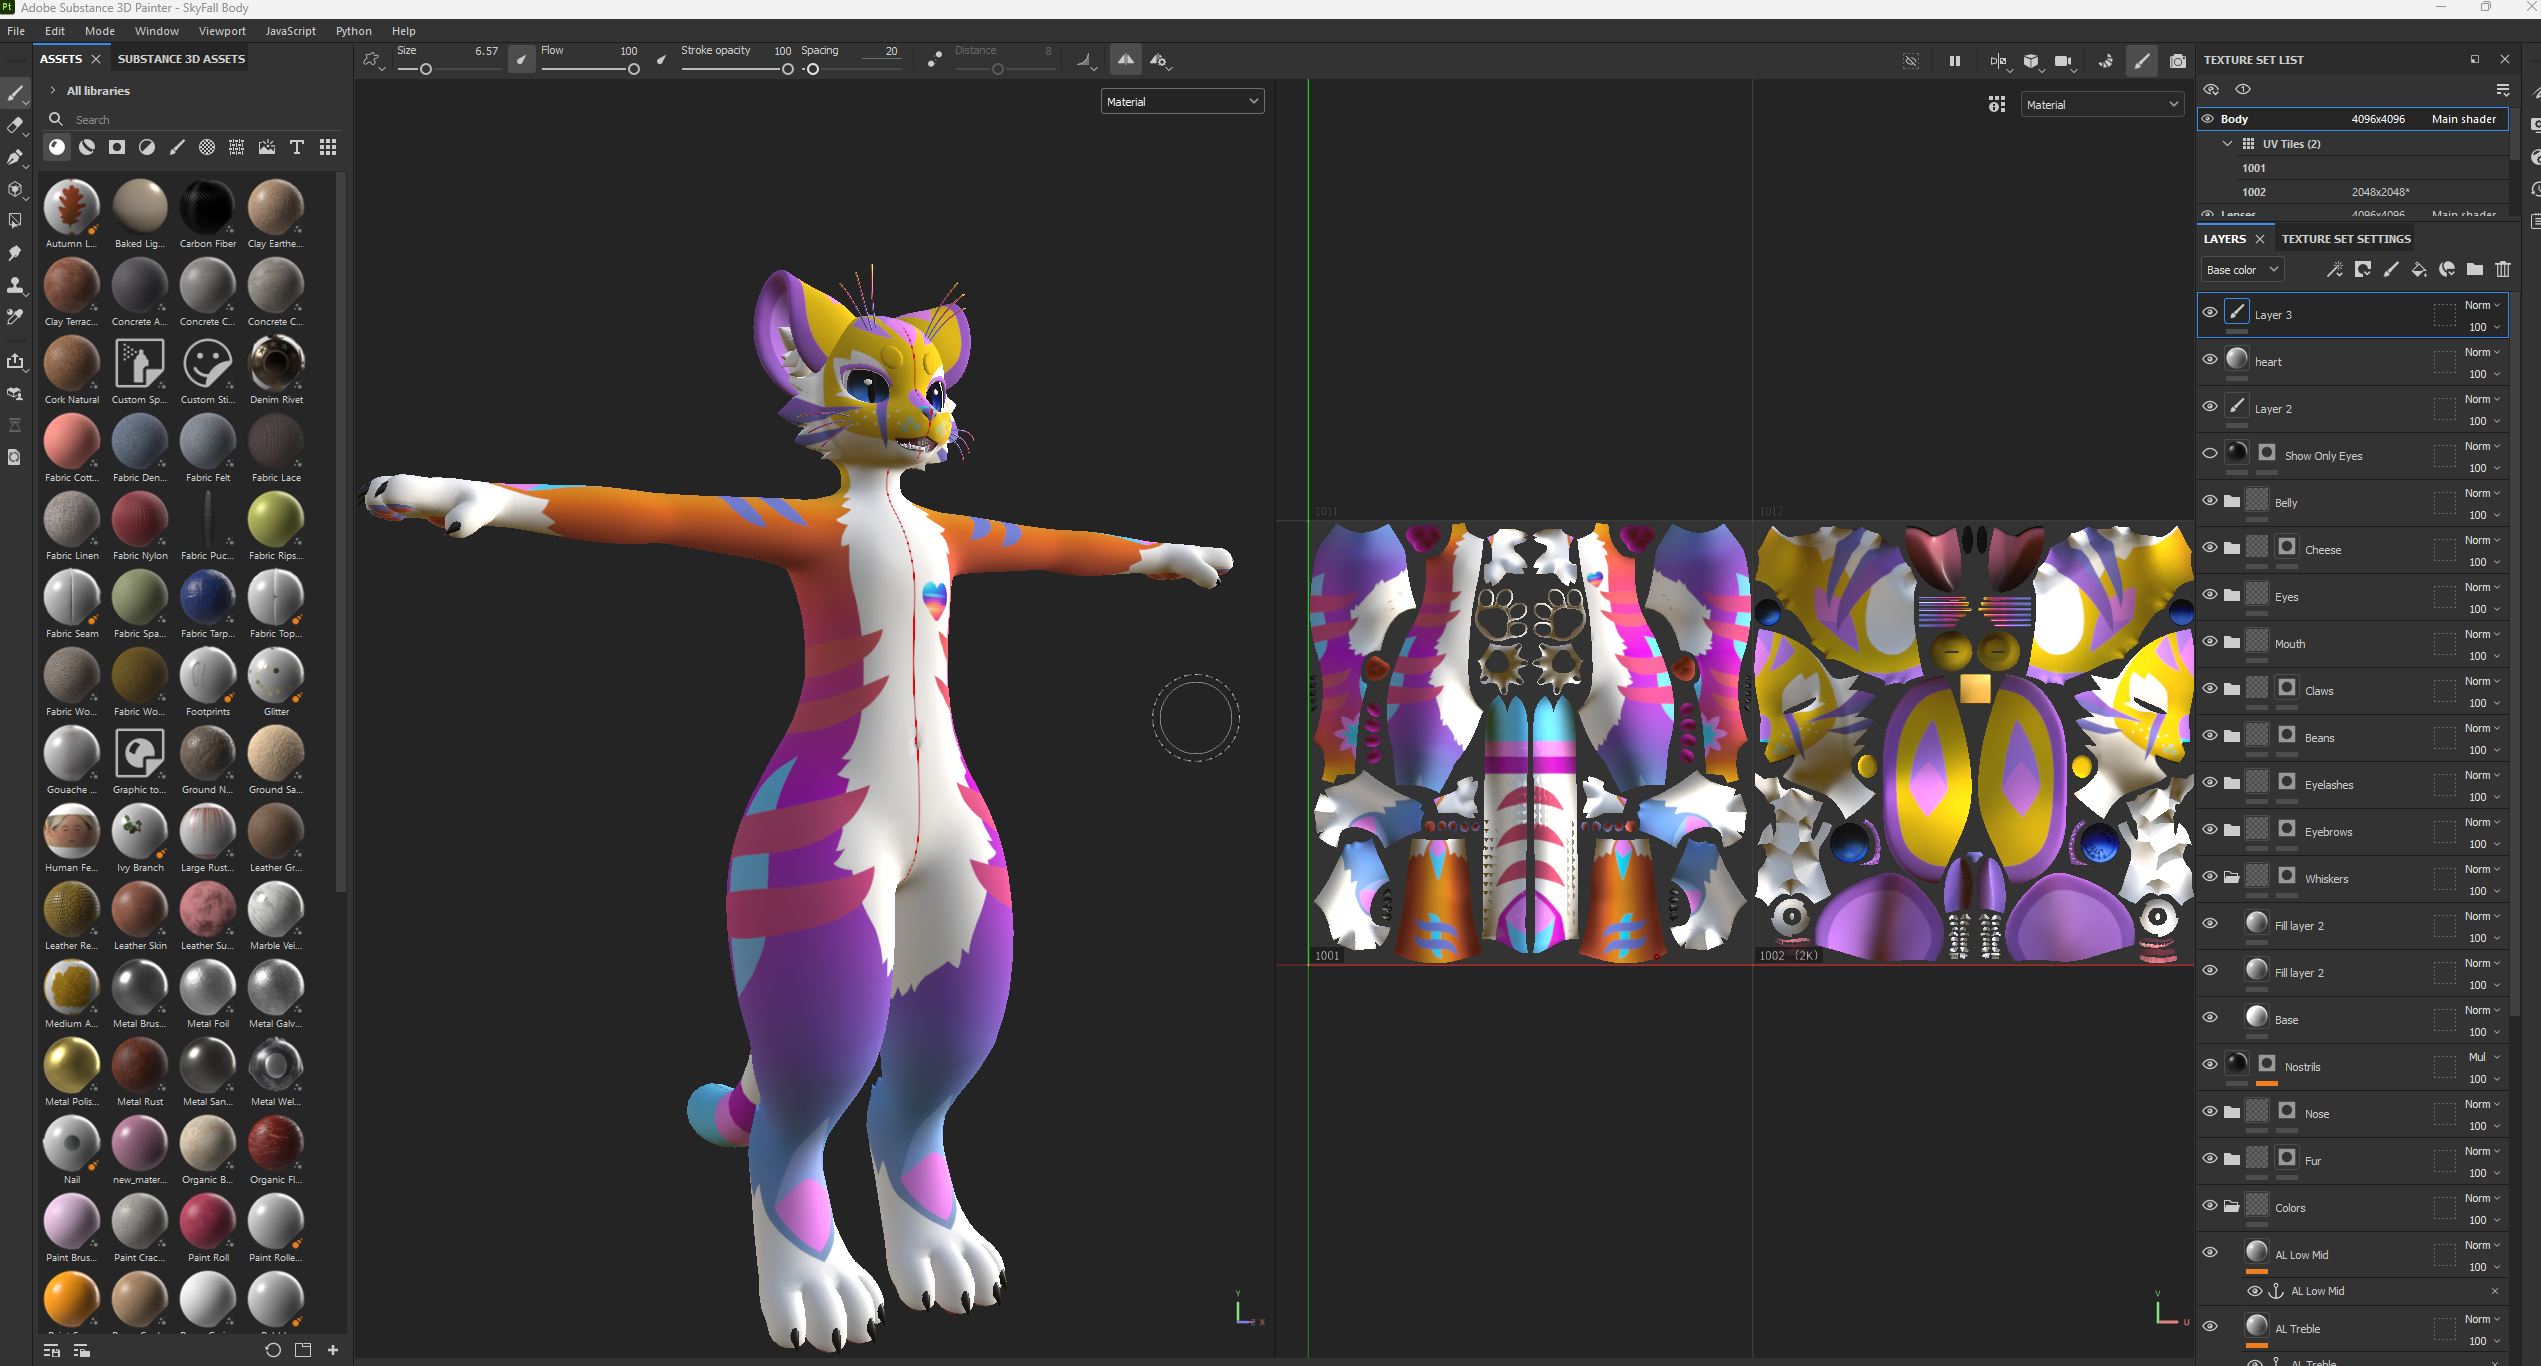 Pt Adobe Substance 3D Painter - SkyFall Body
File Edit Mode Window Viewport JavaScript Python Help
ASSETS SUBSTANCE 3D ASSETS
Size 6.57 Flow 100 Stroke opacity 100 Spacing 20 Distance 8
All libraries
Search
Autumn L... Baked Lig... Carbon Fiber Clay Earthe...
Clay Terrac... Concrete A... Concrete C... Concrete C...
Cork Natural Custom Sp... Custom Sti... Denim Rivet
Fabric Cott... Fabric Den... Fabric Felt Fabric Lace
Fabric Linen Fabric Nylon Fabric Puc... Fabric Rips...
Fabric Seam Fabric Spa... Fabric Tarp... Fabric Top...
Fabric Wo... Fabric Wo... Footprints Glitter
Gouache ... Graphic to... Ground N... Ground Sa...
Human Fe... Ivy Branch Large Rust... Leather Gr...
Leather Re... Leather Skin Leather Su... Marble Vei...
Medium A... Metal Brus... Metal Foil Metal Galv...
Metal Polis... Metal Rust Metal San... Metal Wel...
Nail new_mater... Organic B... Organic Fl...
Paint Brus... Paint Crac... Paint Roll Paint Rolle...
Material
Y
Z X
Material
1011 1012
1001 1002 (2K)
V
U
TEXTURE SET LIST
Body 4096x4096 Main shader
UV Tiles (2)
1001
1002 2048x2048*
Lenses 4096x4096 Main shader
LAYERS TEXTURE SET SETTINGS
Base color
Layer 3 Norm 100
heart Norm 100
Layer 2 Norm 100
Show Only Eyes Norm 100
Belly Norm 100
Cheese Norm 100
Eyes Norm 100
Mouth Norm 100
Claws Norm 100
Beans Norm 100
Eyelashes Norm 100
Eyebrows Norm 100
Whiskers Norm 100
Fill layer 2 Norm 100
Fill layer 2 Norm 100
Base Norm 100
Nostrils Mul 100
Nose Norm 100
Fur Norm 100
Colors Norm 100
AL Low Mid Norm 100
AL Low Mid
AL Treble Norm 100
AL Treble